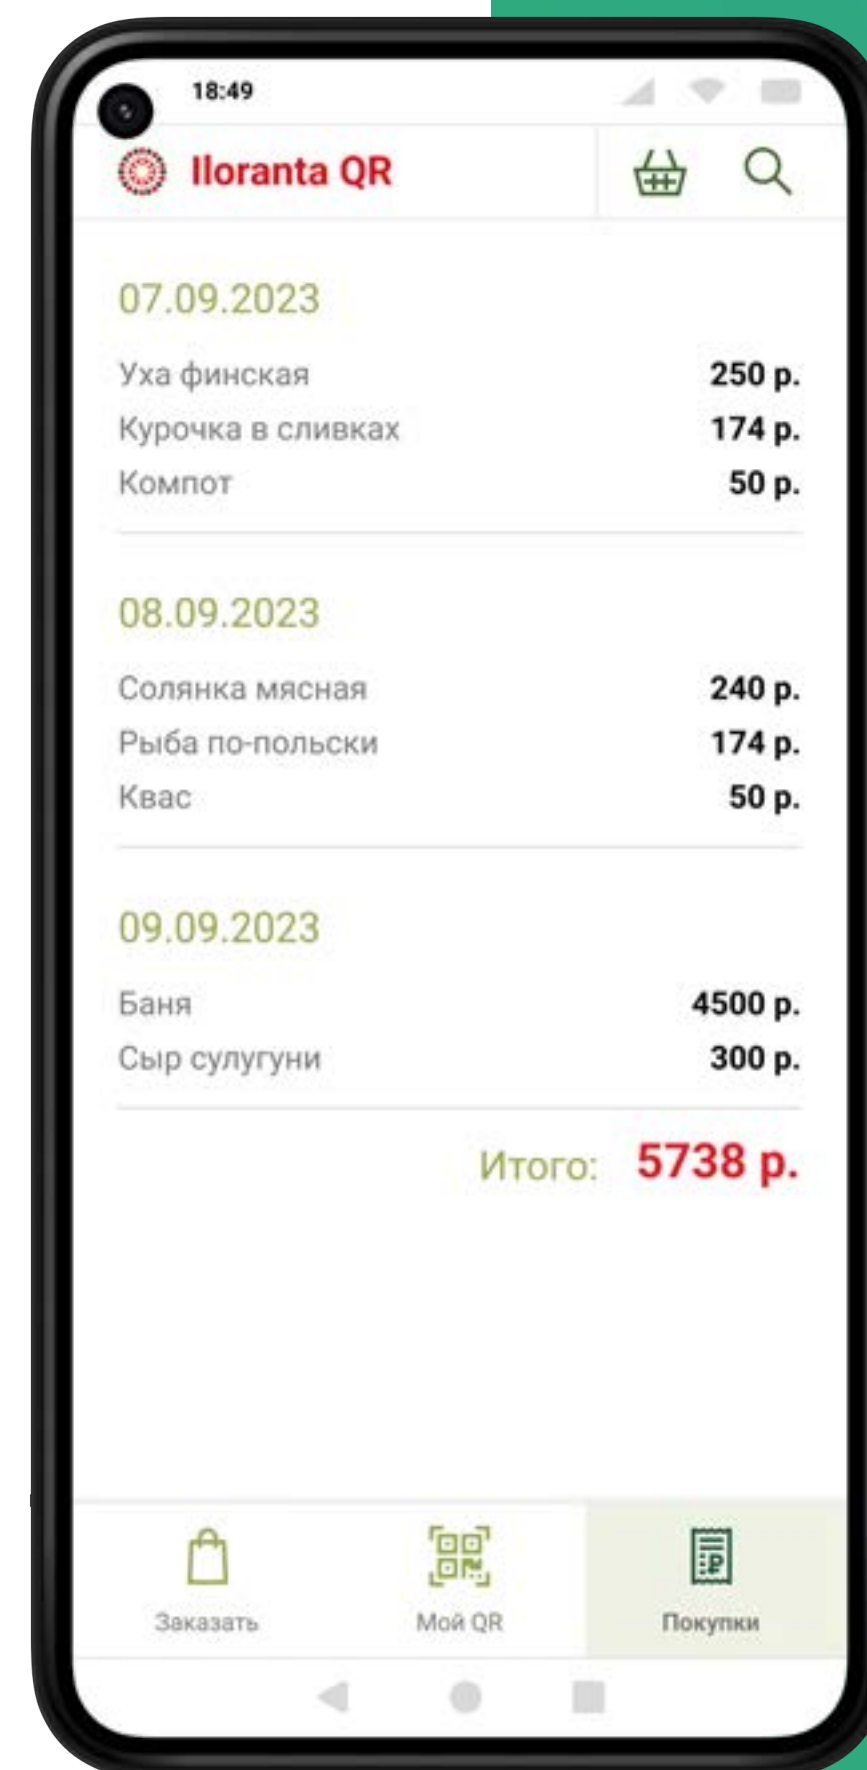 18:49
Iloranta QR
07.09.2023
Уха финская 250 р.
Курочка в сливках 174 р.
Компот 50 р.
08.09.2023
Солянка мясная 240 р.
Рыба по-польски 174 р.
Квас 50 р.
09.09.2023
Баня 4500 р.
Сыр сулугуни 300 р.
Итого: 5738 р.
Заказать Мой QR Покупки